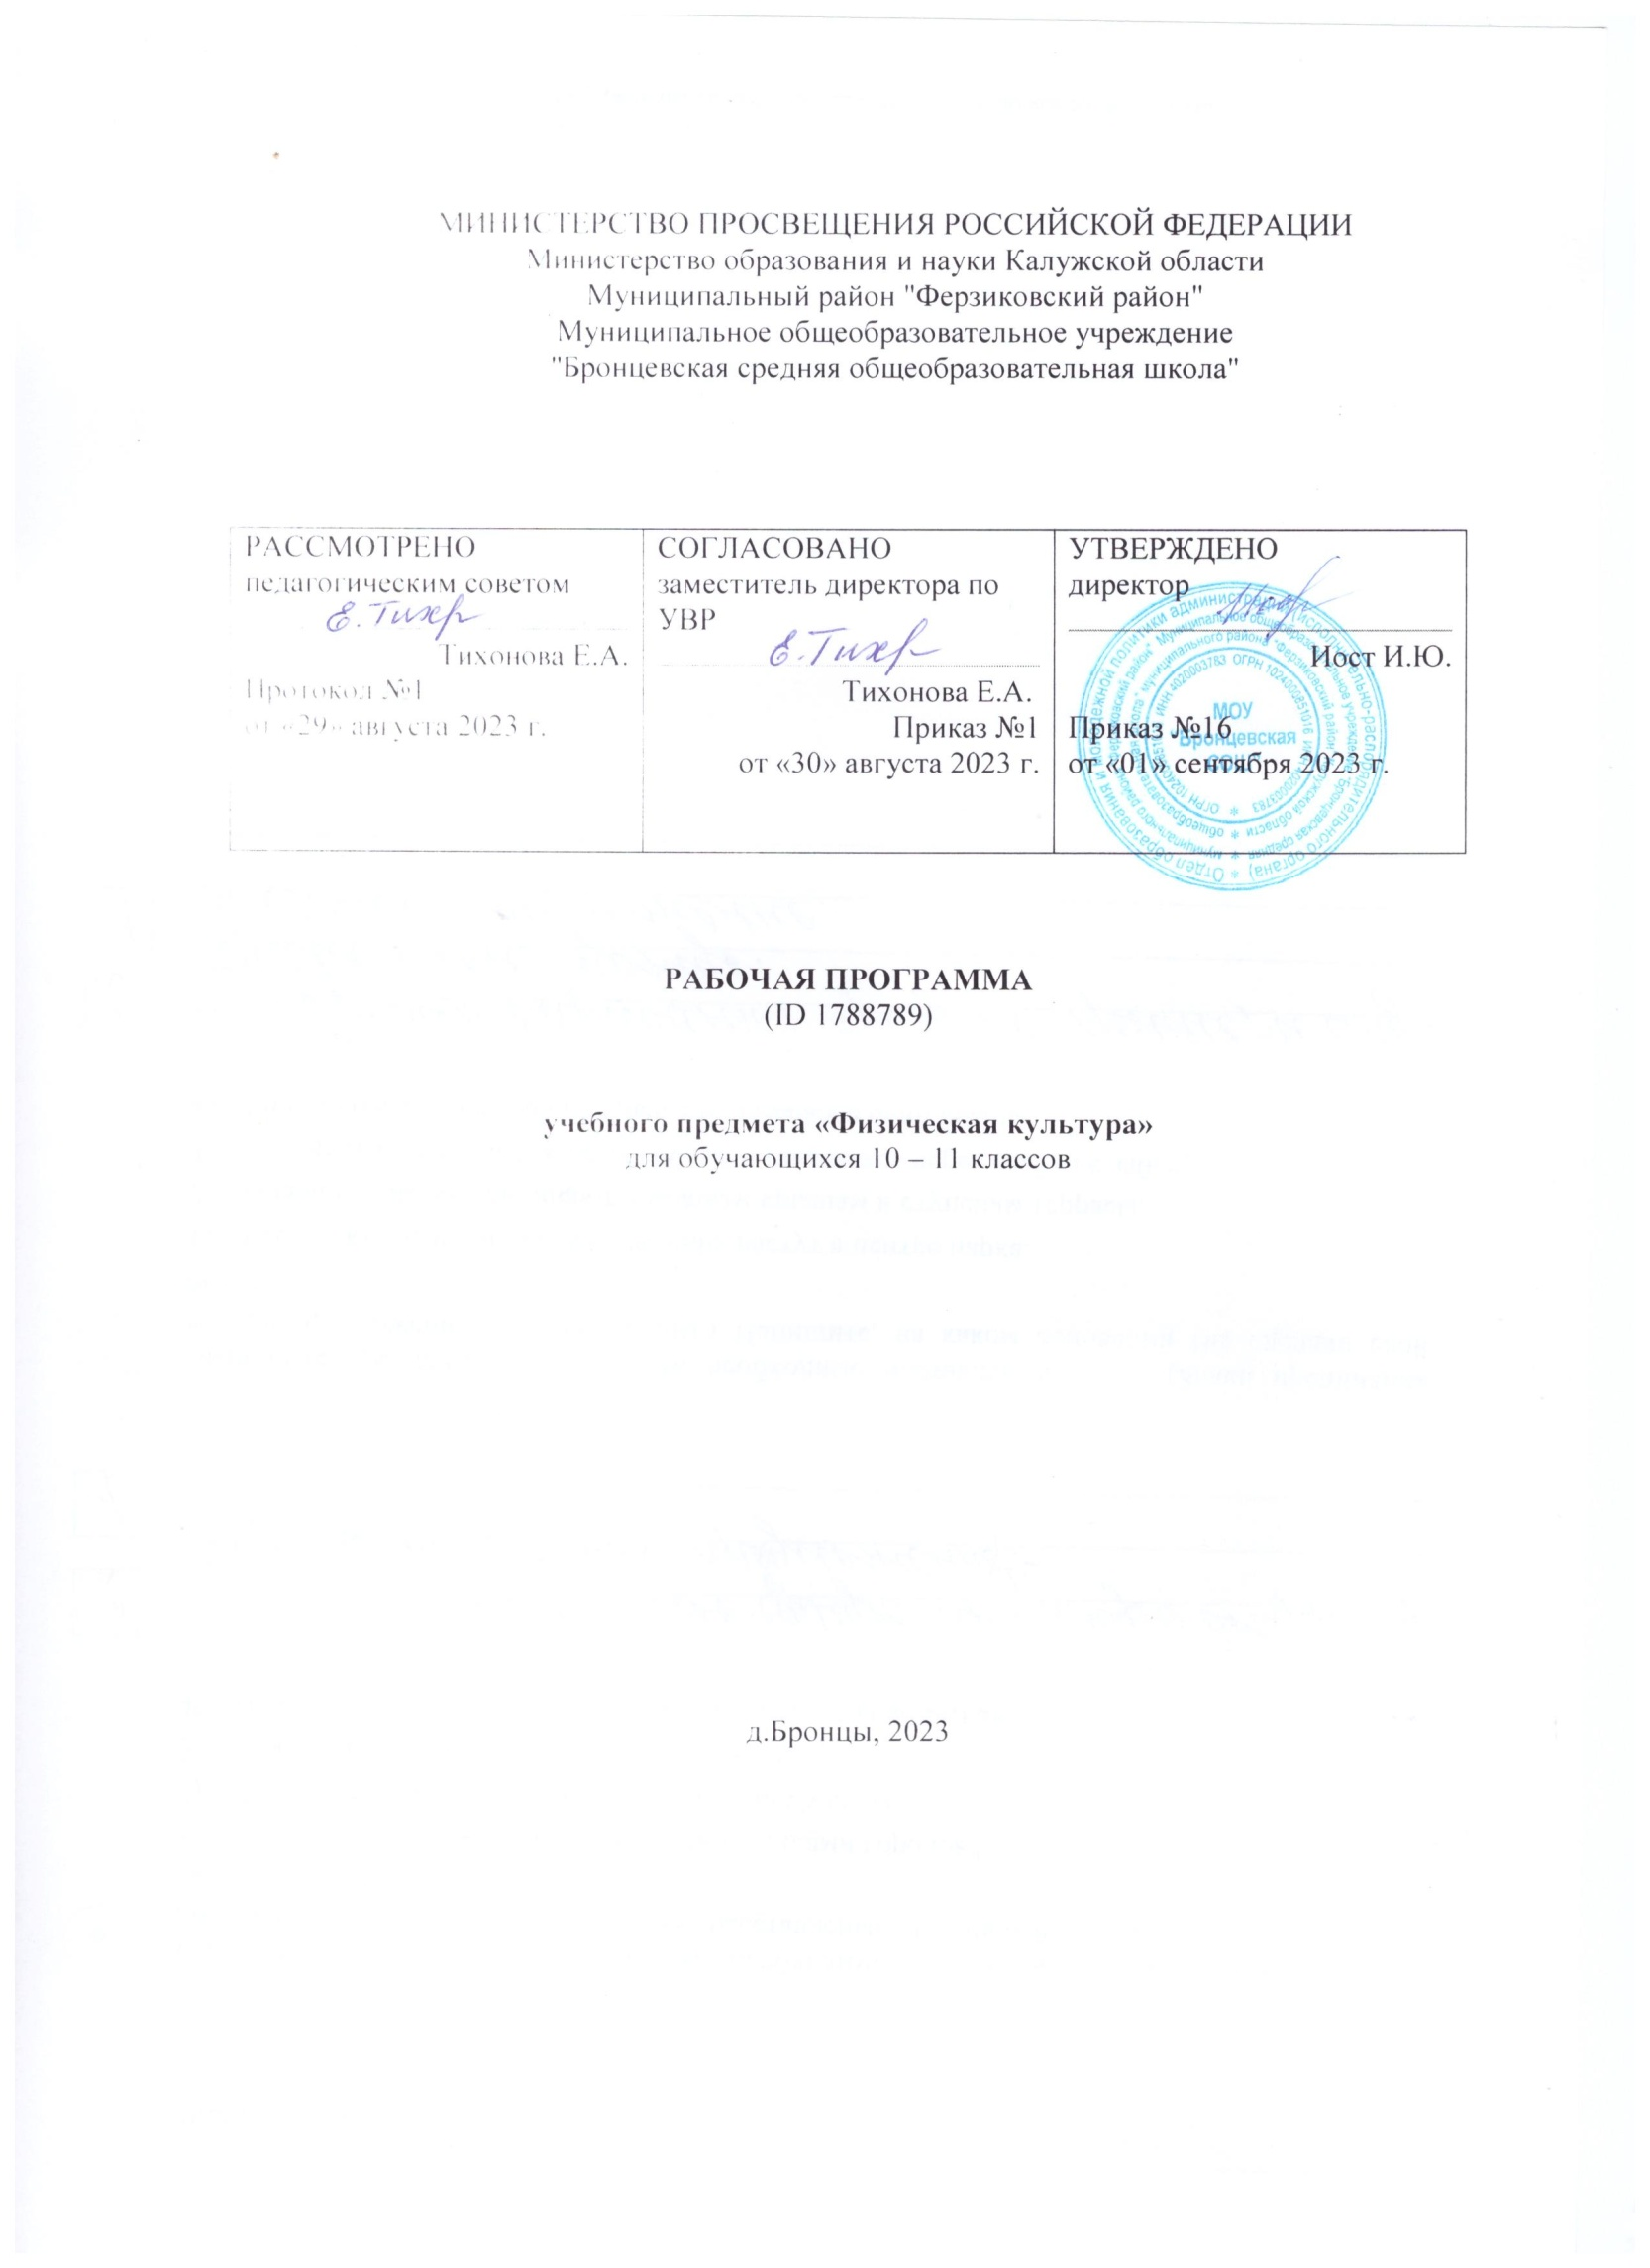 МИНИСТЕРСТВО ПРОСВЕЩЕНИЯ РОССИЙСКОЙ ФЕДЕРАЦИИ
Министерство образования и науки Калужской области
Муниципальный район "Ферзиковский район"
Муниципальное общеобразовательное учреждение
"Бронцевская средняя общеобразовательная школа"
РАССМОТРЕНО
педагогическим советом
Е. Тихр
Тихонова Е.А.
Протокол №1
от «29» августа 2023 г.
СОГЛАСОВАНО
заместитель директора по
УВР
Е. Тихр
Тихонова Е.А.
Приказ №1
от «30» августа 2023 г.
УТВЕРЖДЕНО
директор
Иост И.Ю.
Приказ №16
от «01» сентября 2023 г.
МОУ
"Бронцевская
РАБОЧАЯ ПРОГРАММА
(ID 1788789)
учебного предмета «Физическая культура»
для обучающихся 10 – 11 классов
д.Бронцы, 2023